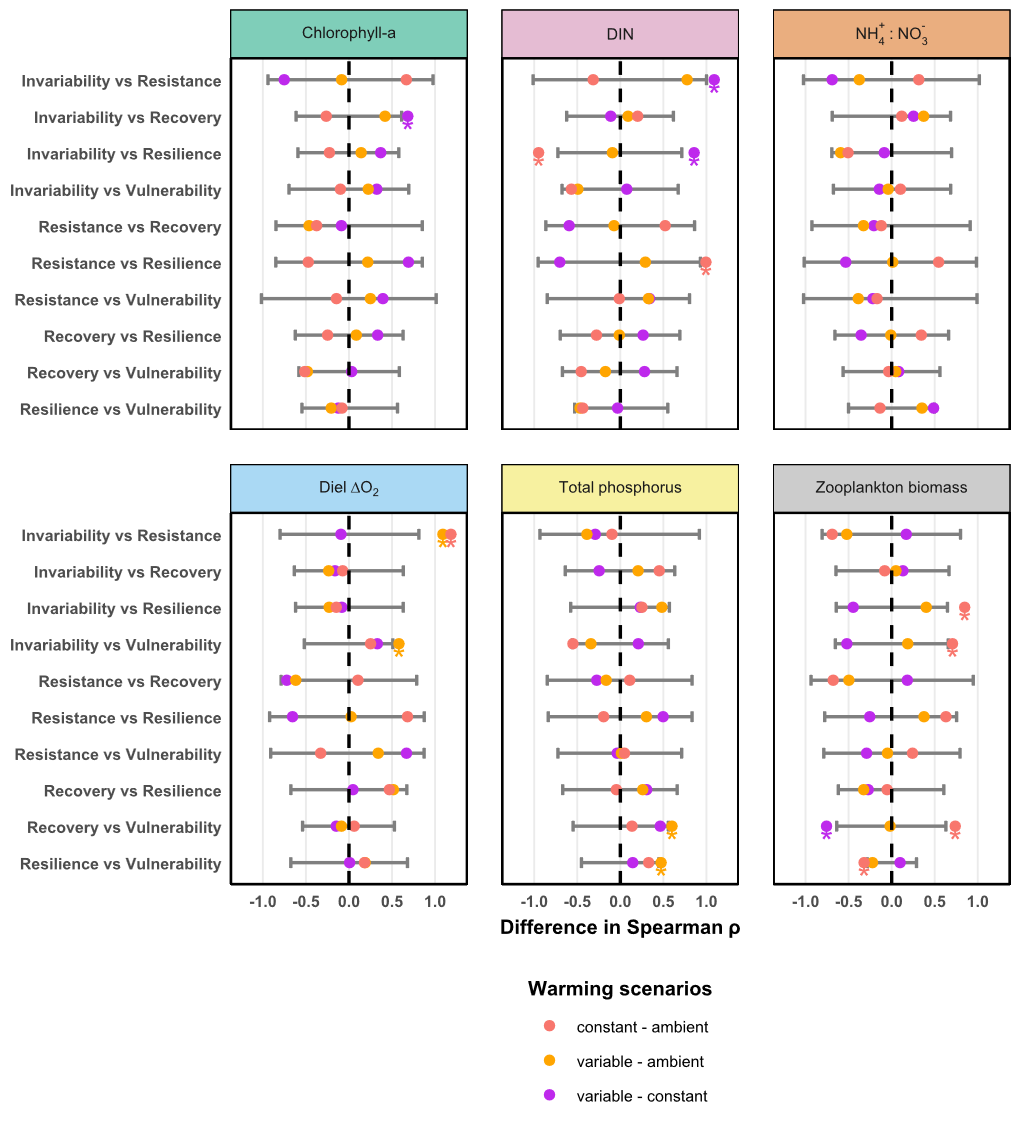 Chlorophyll-a
DIN
NH₄⁺ : NO₃⁻
Invariability vs Resistance
Invariability vs Recovery
Invariability vs Resilience
Invariability vs Vulnerability
Resistance vs Recovery
Resistance vs Resilience
Resistance vs Vulnerability
Recovery vs Resilience
Recovery vs Vulnerability
Resilience vs Vulnerability
Diel ΔO₂
Total phosphorus
Zooplankton biomass
Invariability vs Resistance
Invariability vs Recovery
Invariability vs Resilience
Invariability vs Vulnerability
Resistance vs Recovery
Resistance vs Resilience
Resistance vs Vulnerability
Recovery vs Resilience
Recovery vs Vulnerability
Resilience vs Vulnerability
-1.0 -0.5 0.0 0.5 1.0
-1.0 -0.5 0.0 0.5 1.0
-1.0 -0.5 0.0 0.5 1.0
Difference in Spearman ρ
Warming scenarios
constant - ambient
variable - ambient
variable - constant